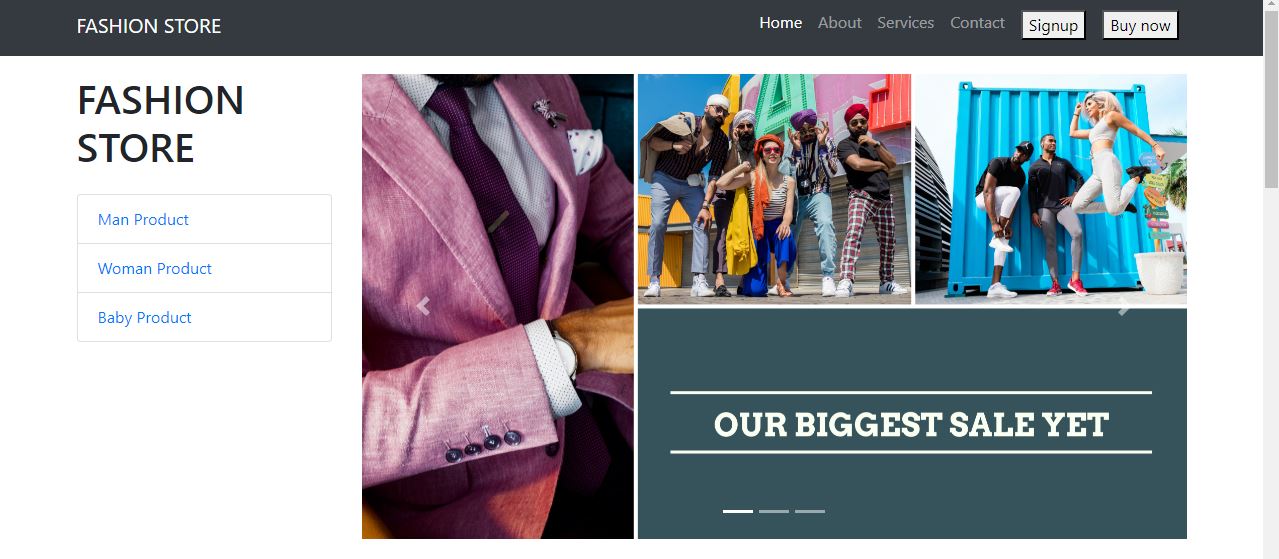 FASHION STORE
Home About Services Contact Signup Buy now
FASHION
STORE
Man Product
Woman Product
Baby Product
OUR BIGGEST SALE YET